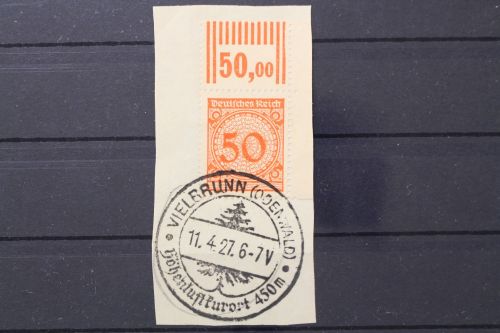 50,00
Deutsches Reich
50
VIELBRUNN (ODENWALD)
11.4.27.6-7V
Höhenluftkurort 450m